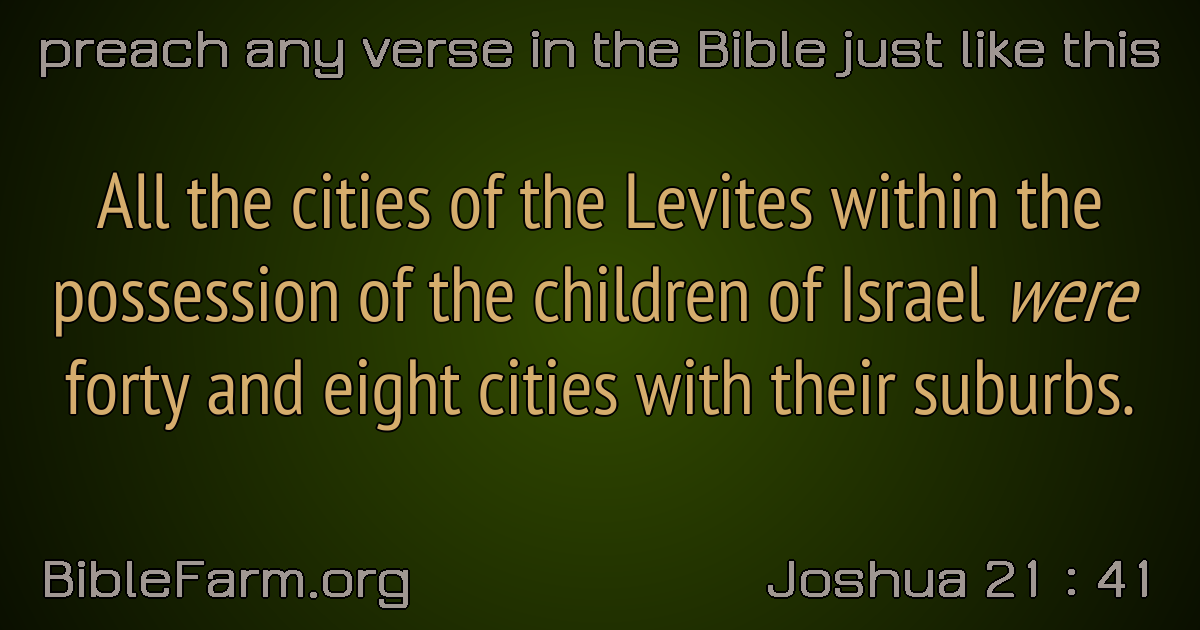 preach any verse in the Bible just like this
All the cities of the Levites within the
possession of the children of Israel were
forty and eight cities with their suburbs.
BibleFarm.org
Joshua 21 : 41